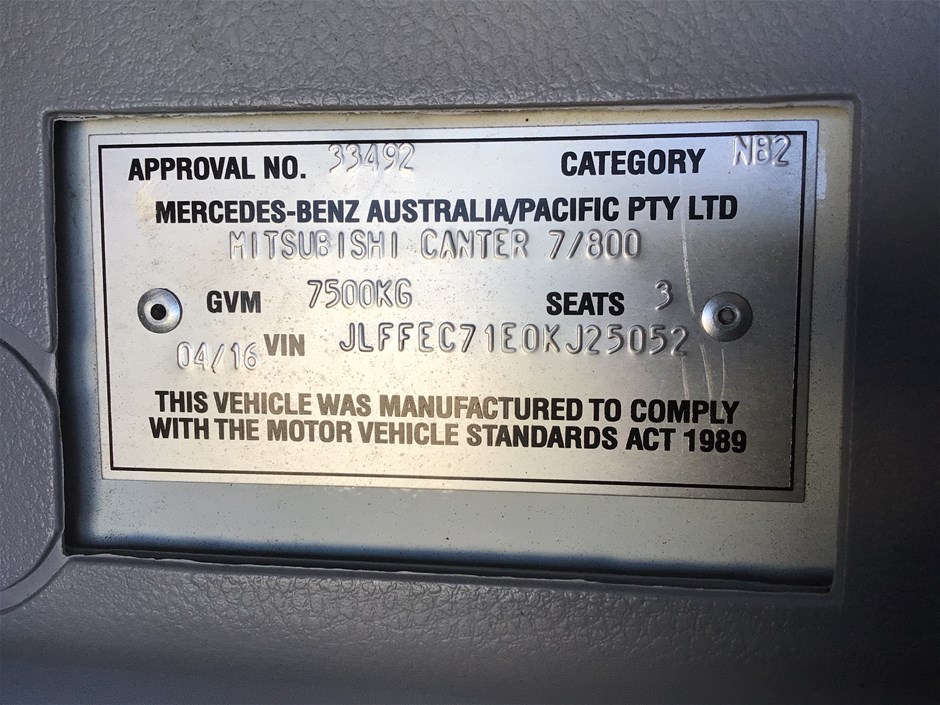 APPROVAL NO. 33492 CATEGORY NB2
MERCEDES-BENZ AUSTRALIA/PACIFIC PTY LTD
MITSUBISHI CANTER 7/800
GVM 7500KG SEATS 3
04/16 VIN JLFFEC71E0KJ25052
THIS VEHICLE WAS MANUFACTURED TO COMPLY
WITH THE MOTOR VEHICLE STANDARDS ACT 1989